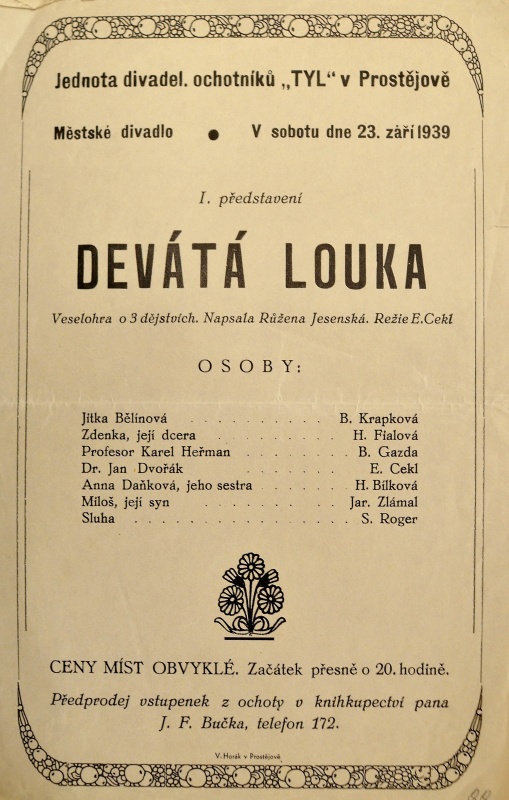 Jednota divadel. ochotníků „TYL“ v Prostějově
Městské divadlo ● V sobotu dne 23. září 1939
I. představení
DEVÁTÁ LOUKA
Veselohra o 3 dějstvích. Napsala Růžena Jesenská. Režie E. Cekl
OSOBY:
Jitka Bělínová . . . . . . . . . . B. Krapková
Zdenka, její dcera . . . . . . . . H. Fialová
Profesor Karel Heřman . . . . . . B. Gazda
Dr. Jan Dvořák . . . . . . E. Cekl
Anna Daňková, jeho sestra . . . . . . H. Bílková
Miloš, její syn . . . . . . . . Jar. Zlámal
Sluha . . . . . . . . . . . . . S. Roger
CENY MÍST OBVYKLÉ. Začátek přesně o 20. hodině.
Předprodej vstupenek z ochoty v knihkupectví pana
J. F. Bučka, telefon 172.
V. Horák v Prostějově